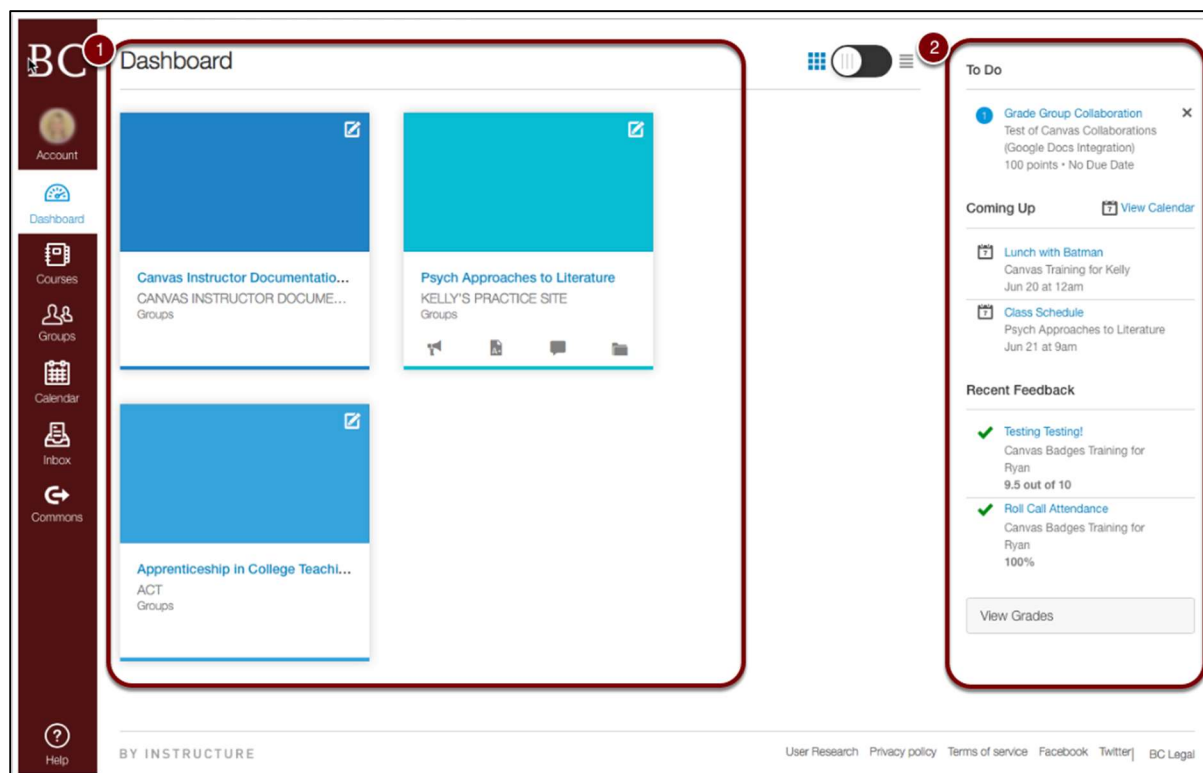 BC
Account
Dashboard
Courses
Groups
Calendar
Inbox
Commons
Help
1
Dashboard
Canvas Instructor Documentatio...
CANVAS INSTRUCTOR DOCUME...
Groups
Psych Approaches to Literature
KELLY'S PRACTICE SITE
Groups
Apprenticeship in College Teachi...
ACT
Groups
2
To Do
1 Grade Group Collaboration
Test of Canvas Collaborations
(Google Docs Integration)
100 points • No Due Date
Coming Up 7 View Calendar
7 Lunch with Batman
Canvas Training for Kelly
Jun 20 at 12am
7 Class Schedule
Psych Approaches to Literature
Jun 21 at 9am
Recent Feedback
Testing Testing!
Canvas Badges Training for
Ryan
9.5 out of 10
Roll Call Attendance
Canvas Badges Training for
Ryan
100%
View Grades
BY INSTRUCTURE
User Research Privacy policy Terms of service Facebook Twitter| BC Legal